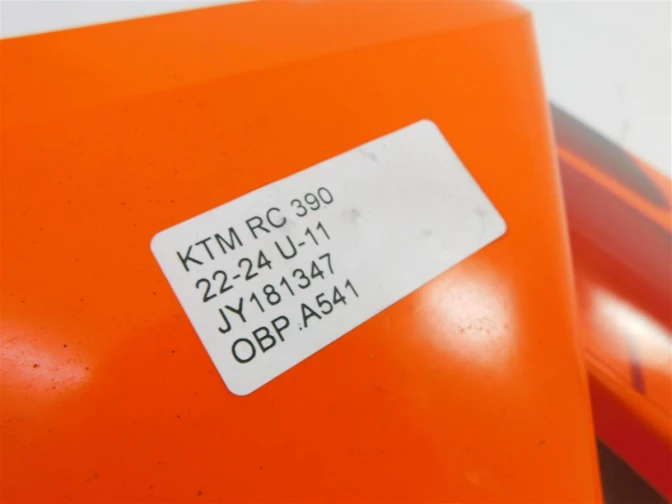 KTM RC 390
22-24 U-11
JY181347
OBP A541